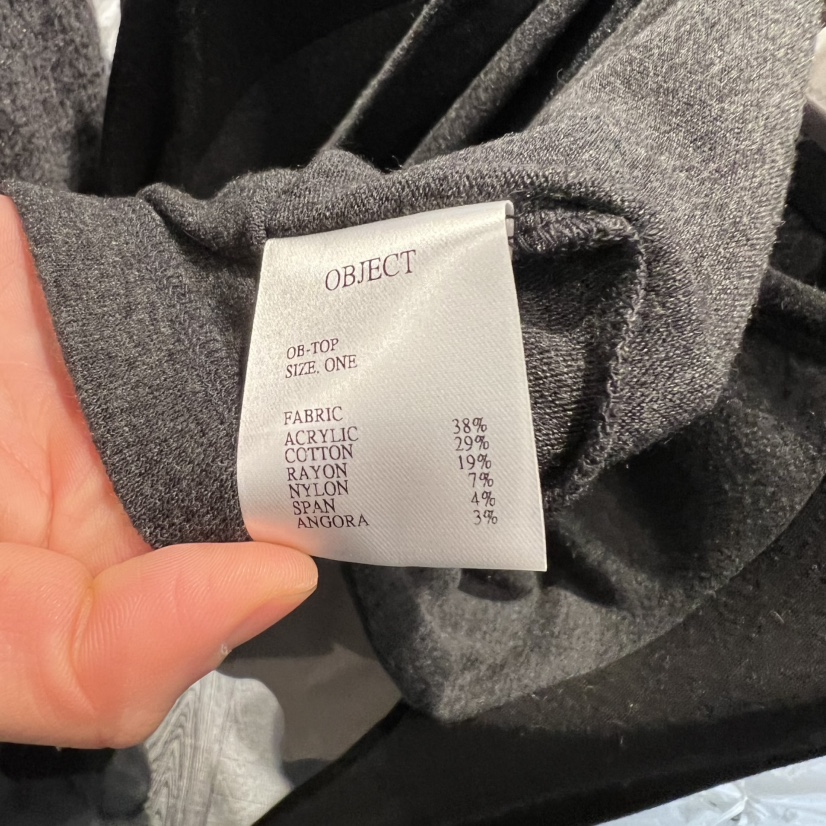 OBJECT
OB-TOP
SIZE. ONE
FABRIC
ACRYLIC 38%
COTTON 29%
RAYON 19%
NYLON 7%
SPAN 4%
ANGORA 3%